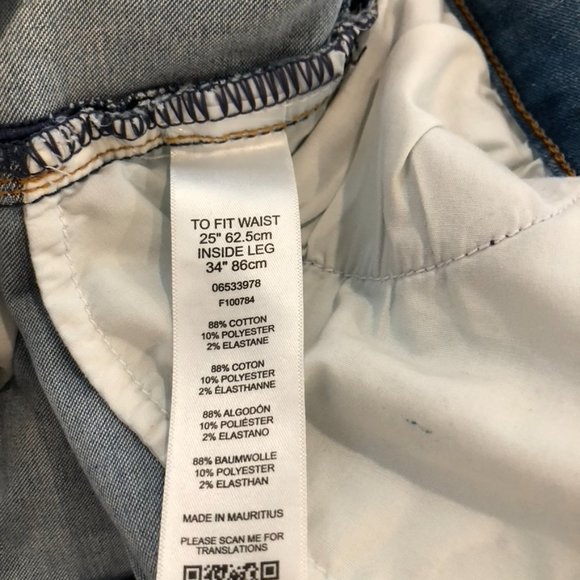 TO FIT WAIST
25" 62.5cm
INSIDE LEG
34" 86cm
06533978
F100784
88% COTTON
10% POLYESTER
2% ELASTANE
88% COTON
10% POLYESTER
2% ÉLASTHANNE
88% ALGODÓN
10% POLIÉSTER
2% ELASTANO
88% BAUMWOLLE
10% POLYESTER
2% ELASTHAN
MADE IN MAURITIUS
PLEASE SCAN ME FOR
TRANSLATIONS